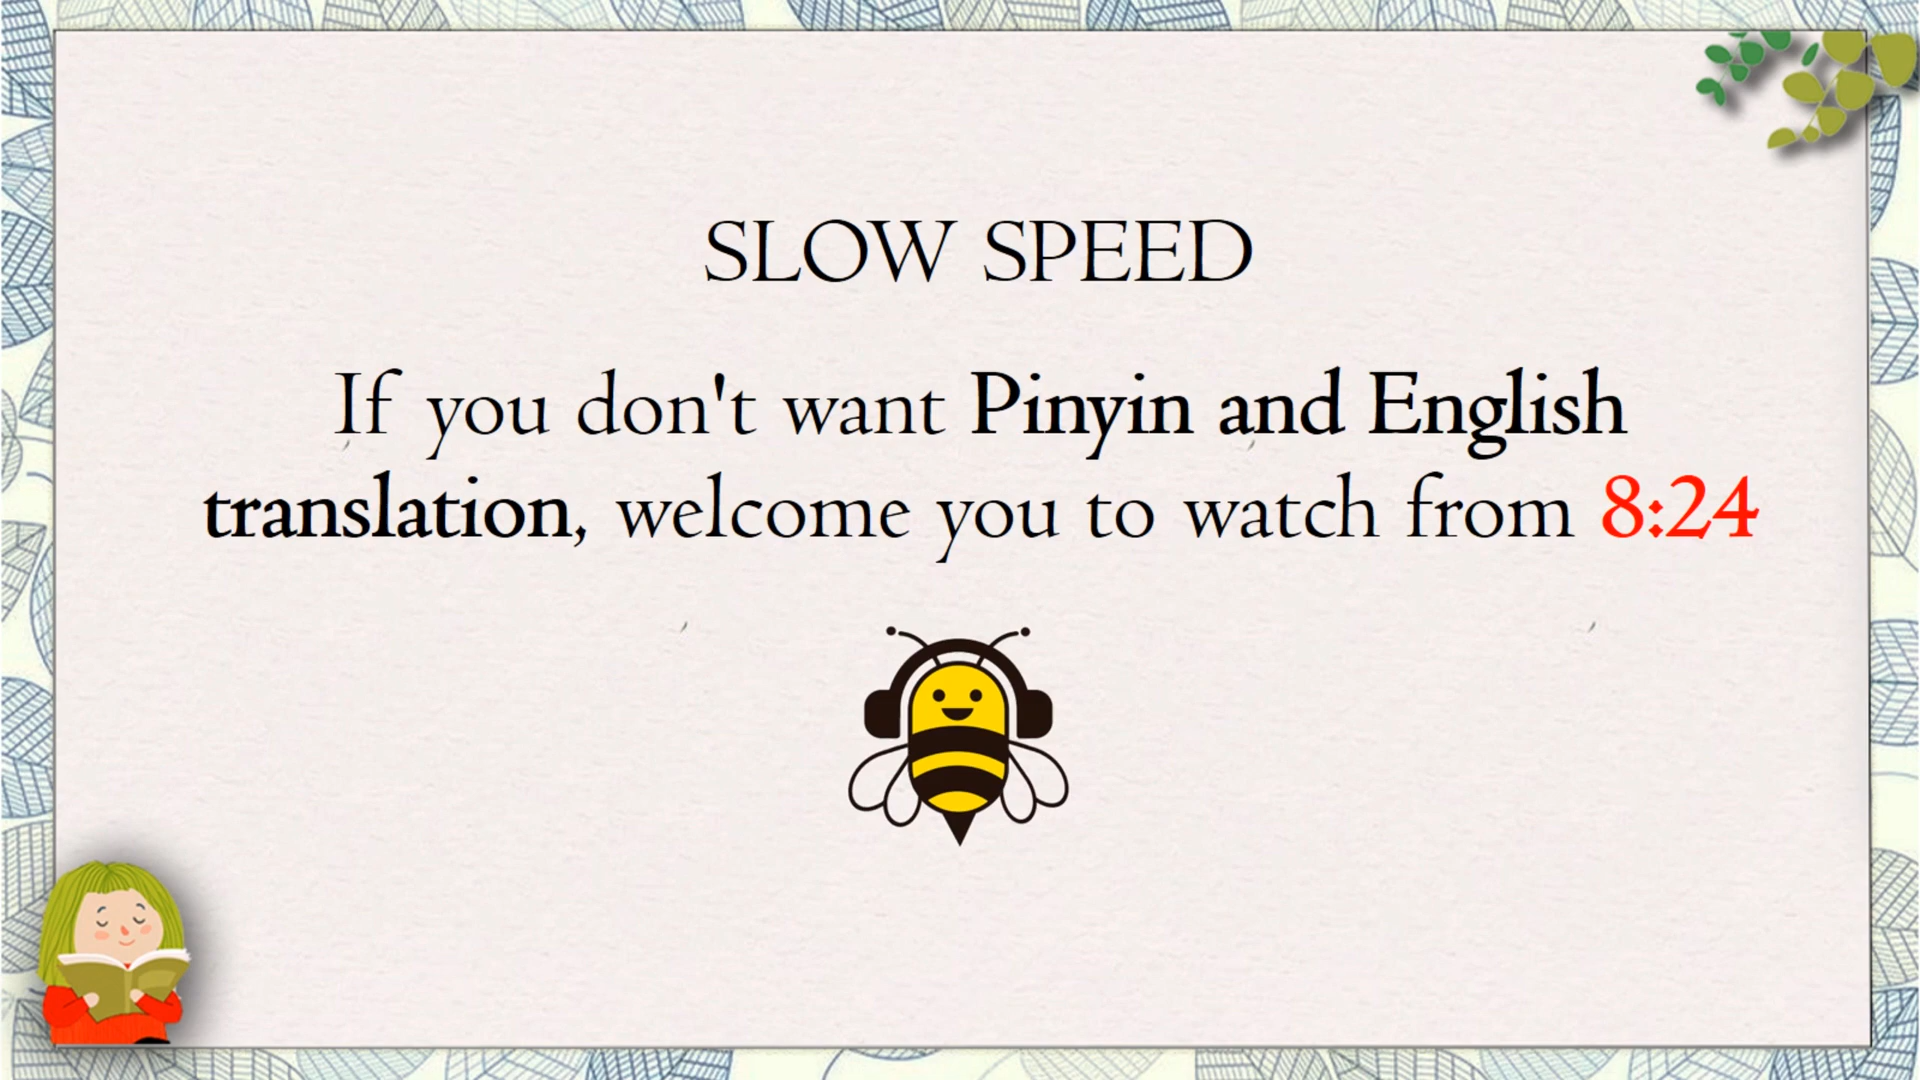 SLOW SPEED
If you don't want Pinyin and English
translation, welcome you to watch from 8:24